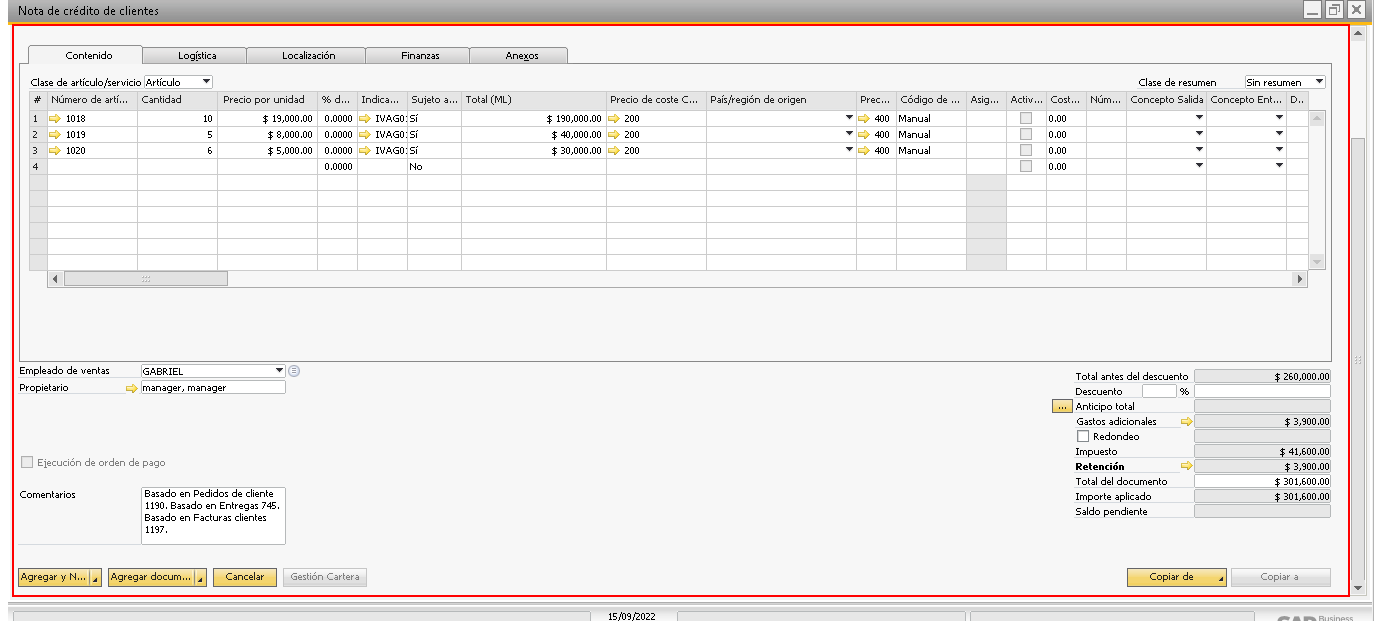 Nota de crédito de clientes
Contenido Logística Localización Finanzas Anexos
Clase de artículo/servicio Artículo Clase de resumen Sin resumen
# Número de artí... Cantidad Precio por unidad % d... Indica... Sujeto a... Total (ML) Precio de coste C... País/región de origen Prec... Código de ... Asig... Activ... Cost... Núm... Concepto Salida Concepto Ent... D..
1 1018 10 $ 19,000.00 0.0000 IVAG0: Sí $ 190,000.00 200 400 Manual 0.00
2 1019 5 $ 8,000.00 0.0000 IVAG0: Sí $ 40,000.00 200 400 Manual 0.00
3 1020 6 $ 5,000.00 0.0000 IVAG0: Sí $ 30,000.00 200 400 Manual 0.00
4 0.0000 No 0.00
Empleado de ventas GABRIEL
Propietario manager, manager
Total antes del descuento $ 260,000.00
Descuento %
... Anticipo total
Gastos adicionales $ 3,900.00
Redondeo
Impuesto $ 41,600.00
Retención $ 3,900.00
Total del documento $ 301,600.00
Importe aplicado $ 301,600.00
Saldo pendiente
Ejecución de orden de pago
Comentarios
Basado en Pedidos de cliente
1190. Basado en Entregas 745.
Basado en Facturas clientes
1197.
Agregar y N... Agregar docum... Cancelar Gestión Cartera Copiar de Copiar a
15/09/2022
SAP Business